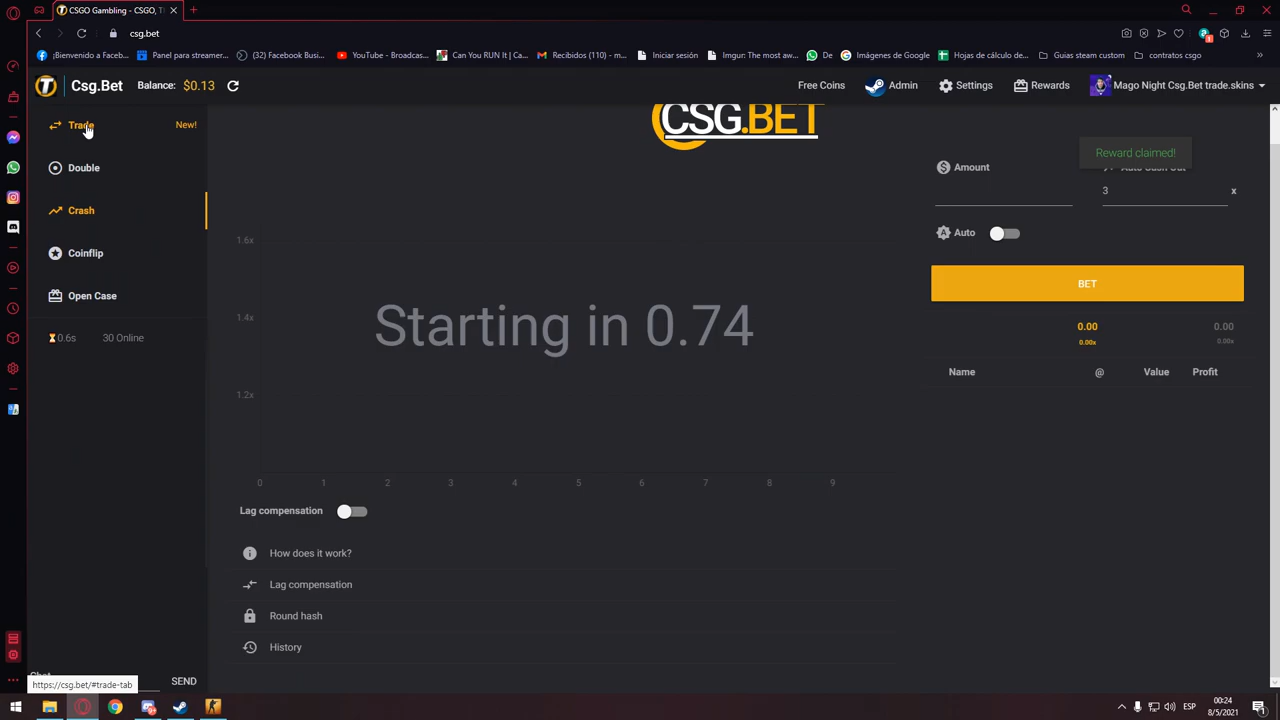 CSGO Gambling - CSGO, T
csg.bet
¡Bienvenido a Faceb...
Panel para streamer...
(32) Facebook Busi...
YouTube - Broadcas...
Can You RUN It | Ca...
Recibidos (110) - m...
Iniciar sesión
Imgur: The most aw...
De
Imágenes de Google
Hojas de cálculo de...
Guias steam custom
contratos csgo
Csg.Bet
Balance: $0.13
Free Coins
Admin
Settings
Rewards
Mago Night Csg.Bet trade.skins
Trade
New!
Double
Crash
Coinflip
Open Case
0.6s
30 Online
CSG.BET
Reward claimed!
Amount
3
x
Auto
BET
0.00
0.00
0.00x
0.00x
Name
@
Value
Profit
1.6x
1.4x
1.2x
Starting in 0.74
0 1 2 3 4 5 6 7 8 9
Lag compensation
How does it work?
Lag compensation
Round hash
History
SEND
https://csg.bet/#trade-tab
ESP
00:24
8/5/2021